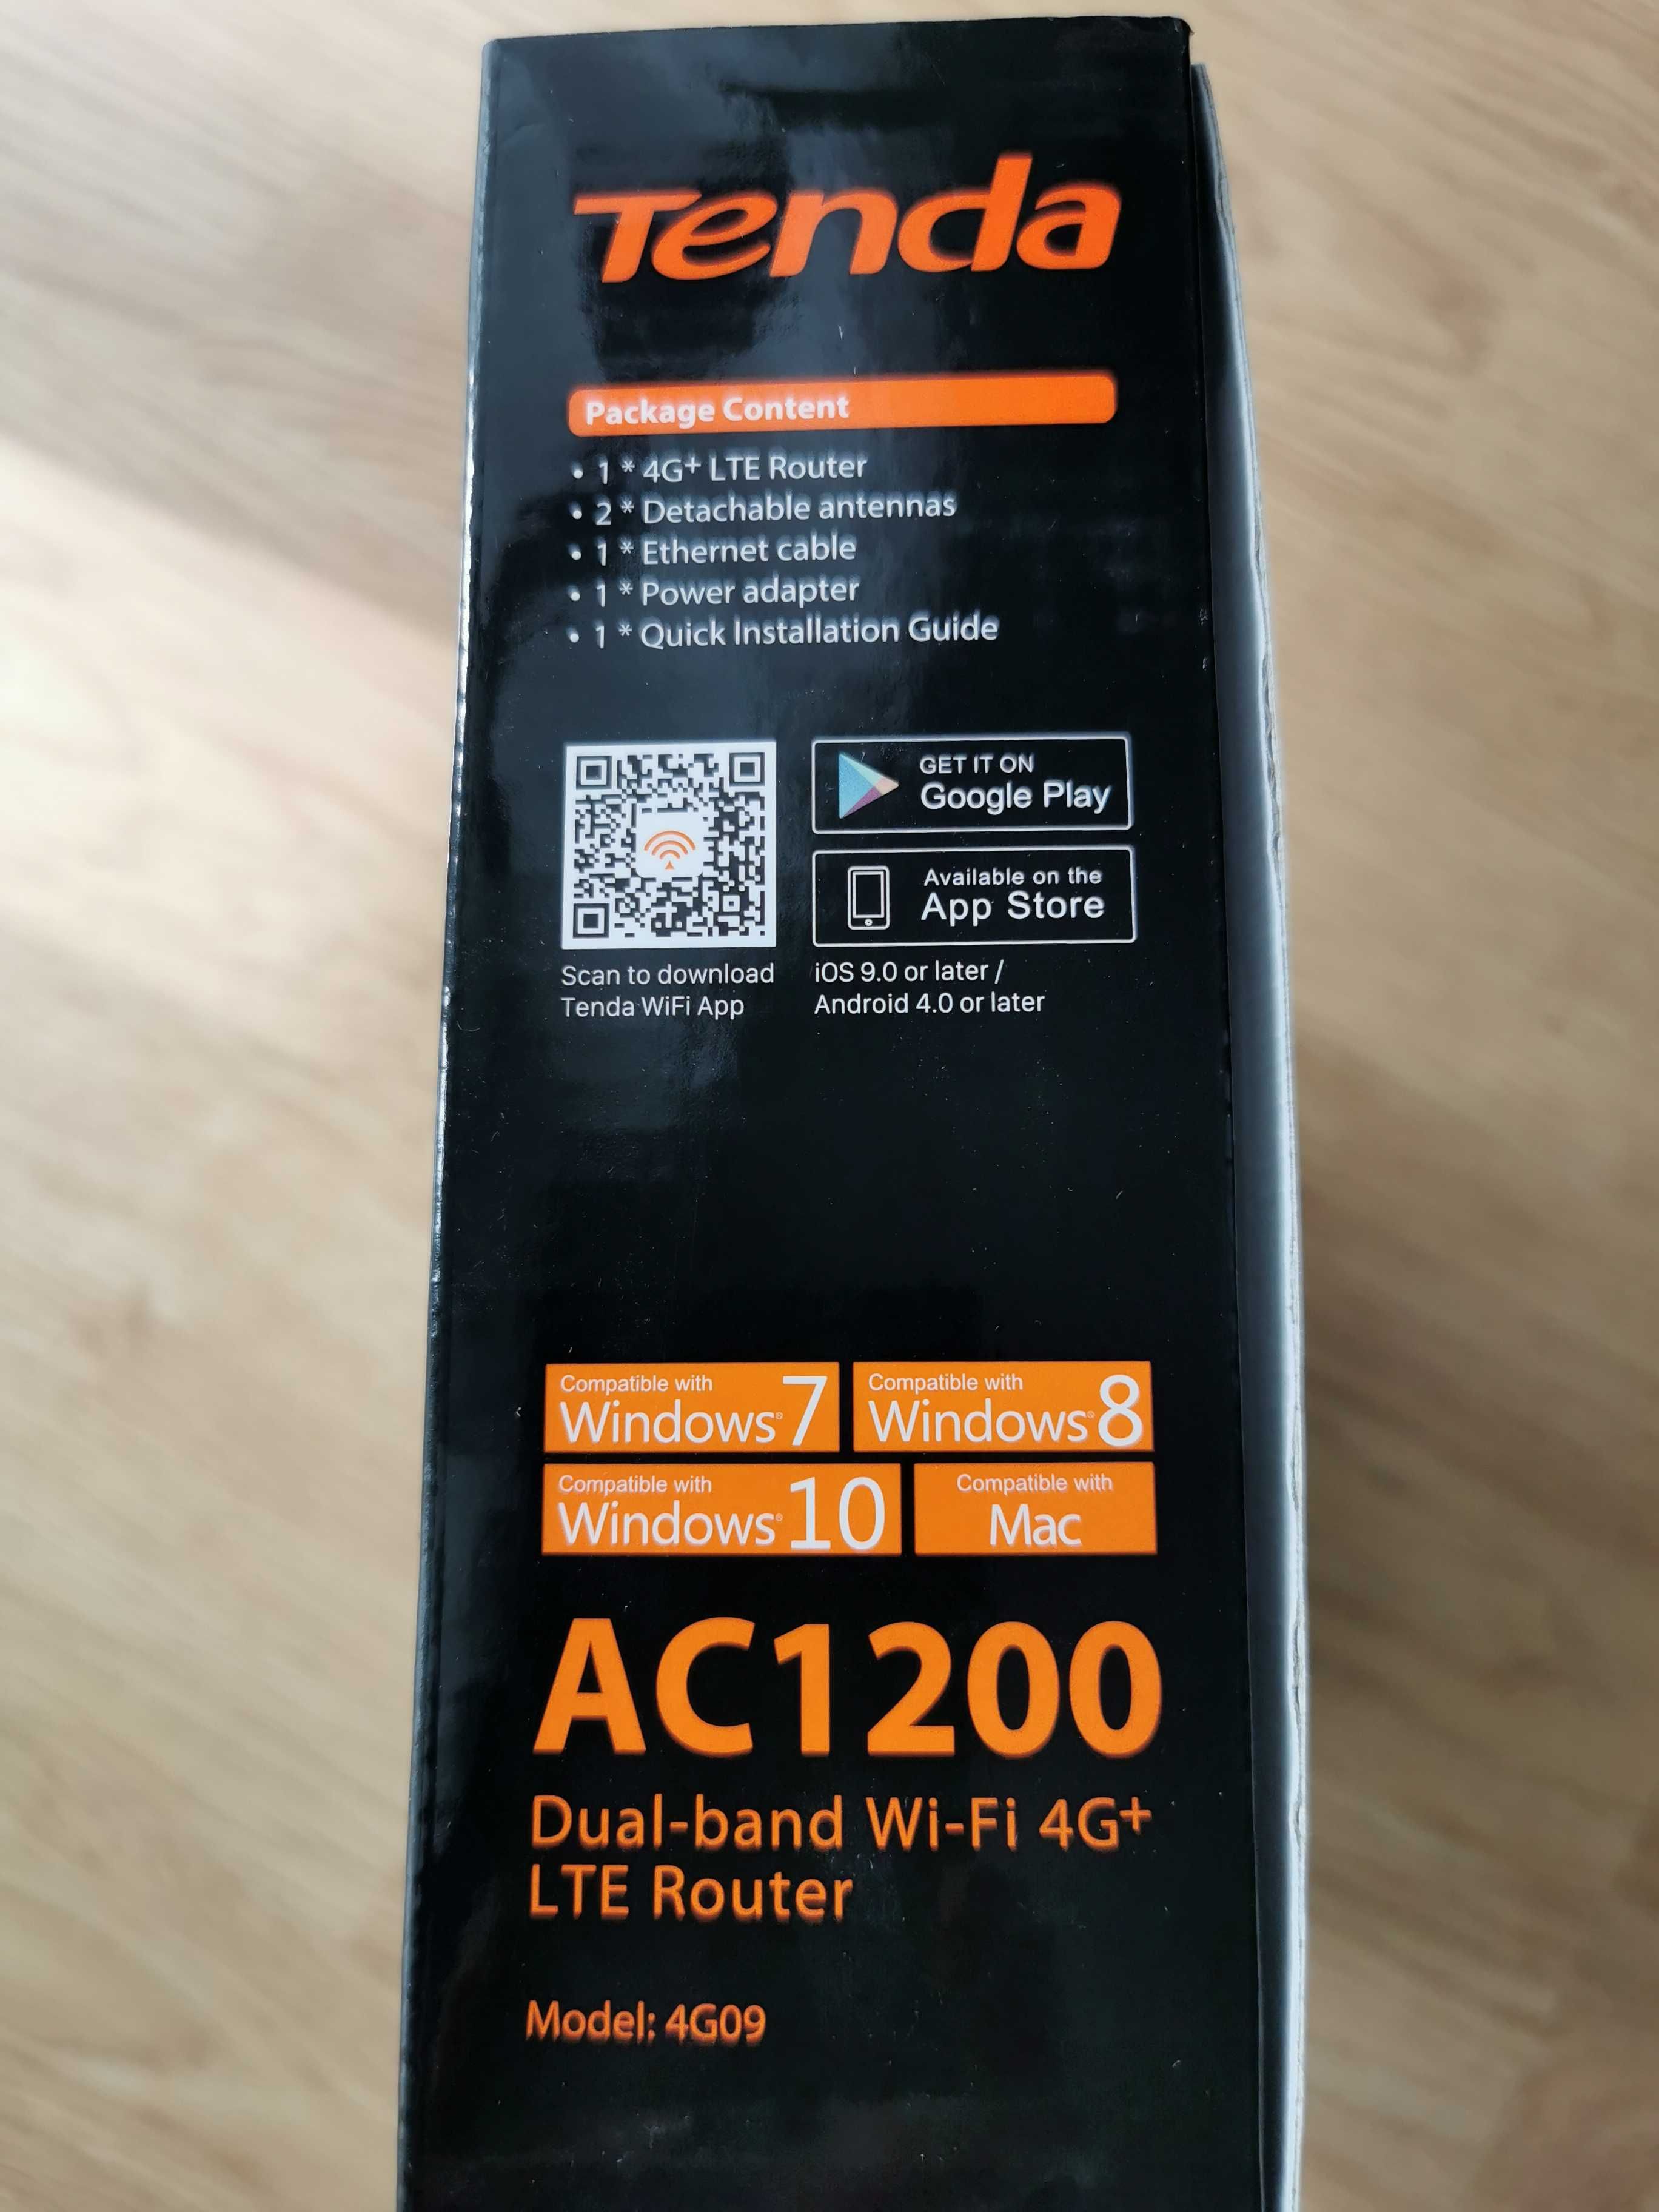 Tenda
Package Content
• 1 * 4G+ LTE Router
• 2 * Detachable antennas
• 1 * Ethernet cable
• 1 * Power adapter
• 1 * Quick Installation Guide
GET IT ON
Google Play
Available on the
App Store
Scan to download
Tenda WiFi App
iOS 9.0 or later /
Android 4.0 or later
Compatible with
Windows® 7
Compatible with
Windows® 8
Compatible with
Windows® 10
Compatible with
Mac
AC1200
Dual-band Wi-Fi 4G+
LTE Router
Model: 4G09